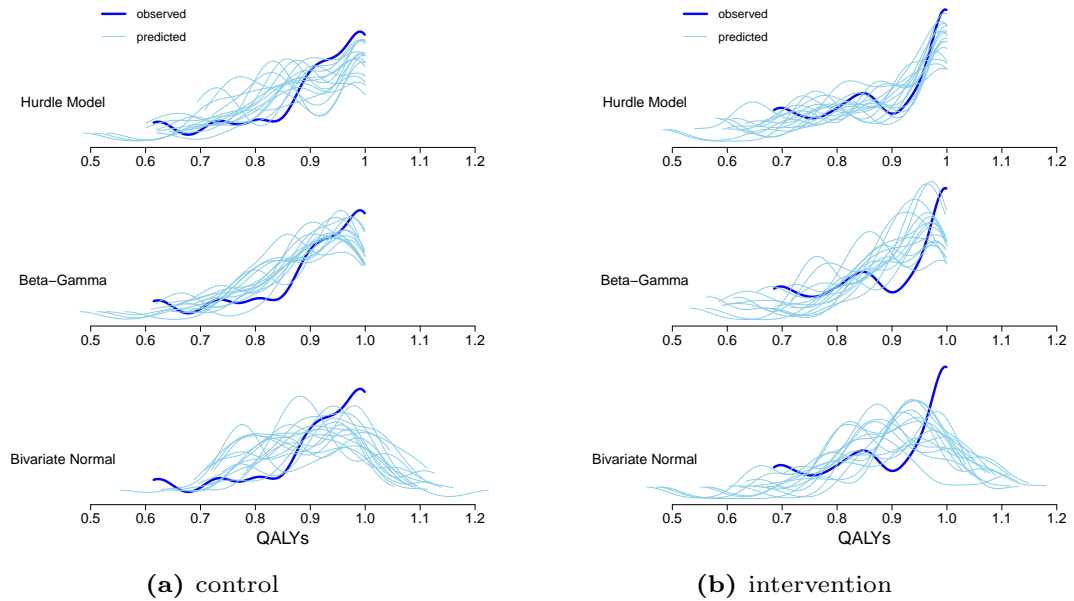 observed
predicted
Hurdle Model
0.5 0.6 0.7 0.8 0.9 1 1.1 1.2
Beta−Gamma
0.5 0.6 0.7 0.8 0.9 1.0 1.1 1.2
Bivariate Normal
0.5 0.6 0.7 0.8 0.9 1.0 1.1 1.2
QALYs
(a) control
observed
predicted
Hurdle Model
0.5 0.6 0.7 0.8 0.9 1 1.1 1.2
Beta−Gamma
0.5 0.6 0.7 0.8 0.9 1.0 1.1 1.2
Bivariate Normal
0.5 0.6 0.7 0.8 0.9 1.0 1.1 1.2
QALYs
(b) intervention